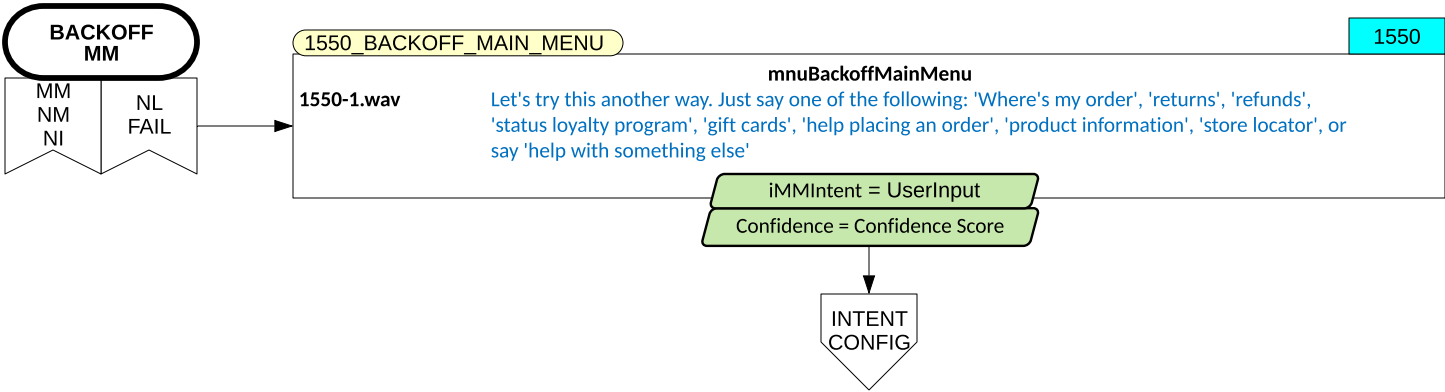 BACKOFF
MM
MM
NM
NI
NL
FAIL
1550_BACKOFF_MAIN_MENU
1550
mnuBackoffMainMenu
1550-1.wav
Let's try this another way. Just say one of the following: 'Where's my order', 'returns', 'refunds',
'status loyalty program', 'gift cards', 'help placing an order', 'product information', 'store locator', or
say 'help with something else'
iMMIntent = UserInput
Confidence = Confidence Score
INTENT
CONFIG